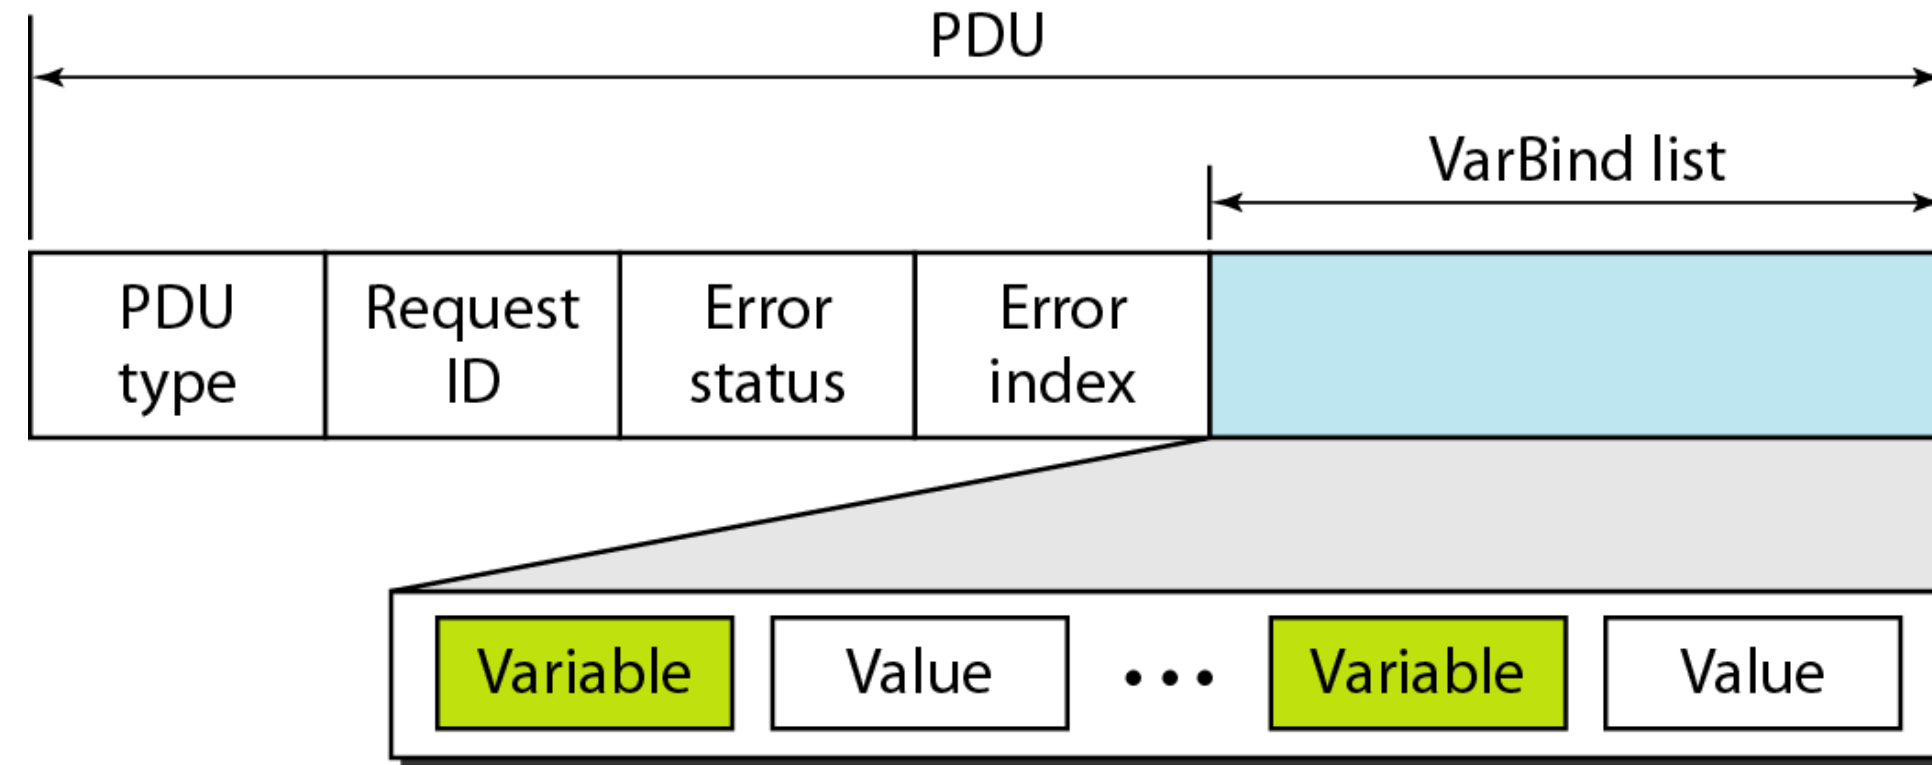 PDU
VarBind list
PDU
type
Request
ID
Error
status
Error
index
Variable
Value
...
Variable
Value